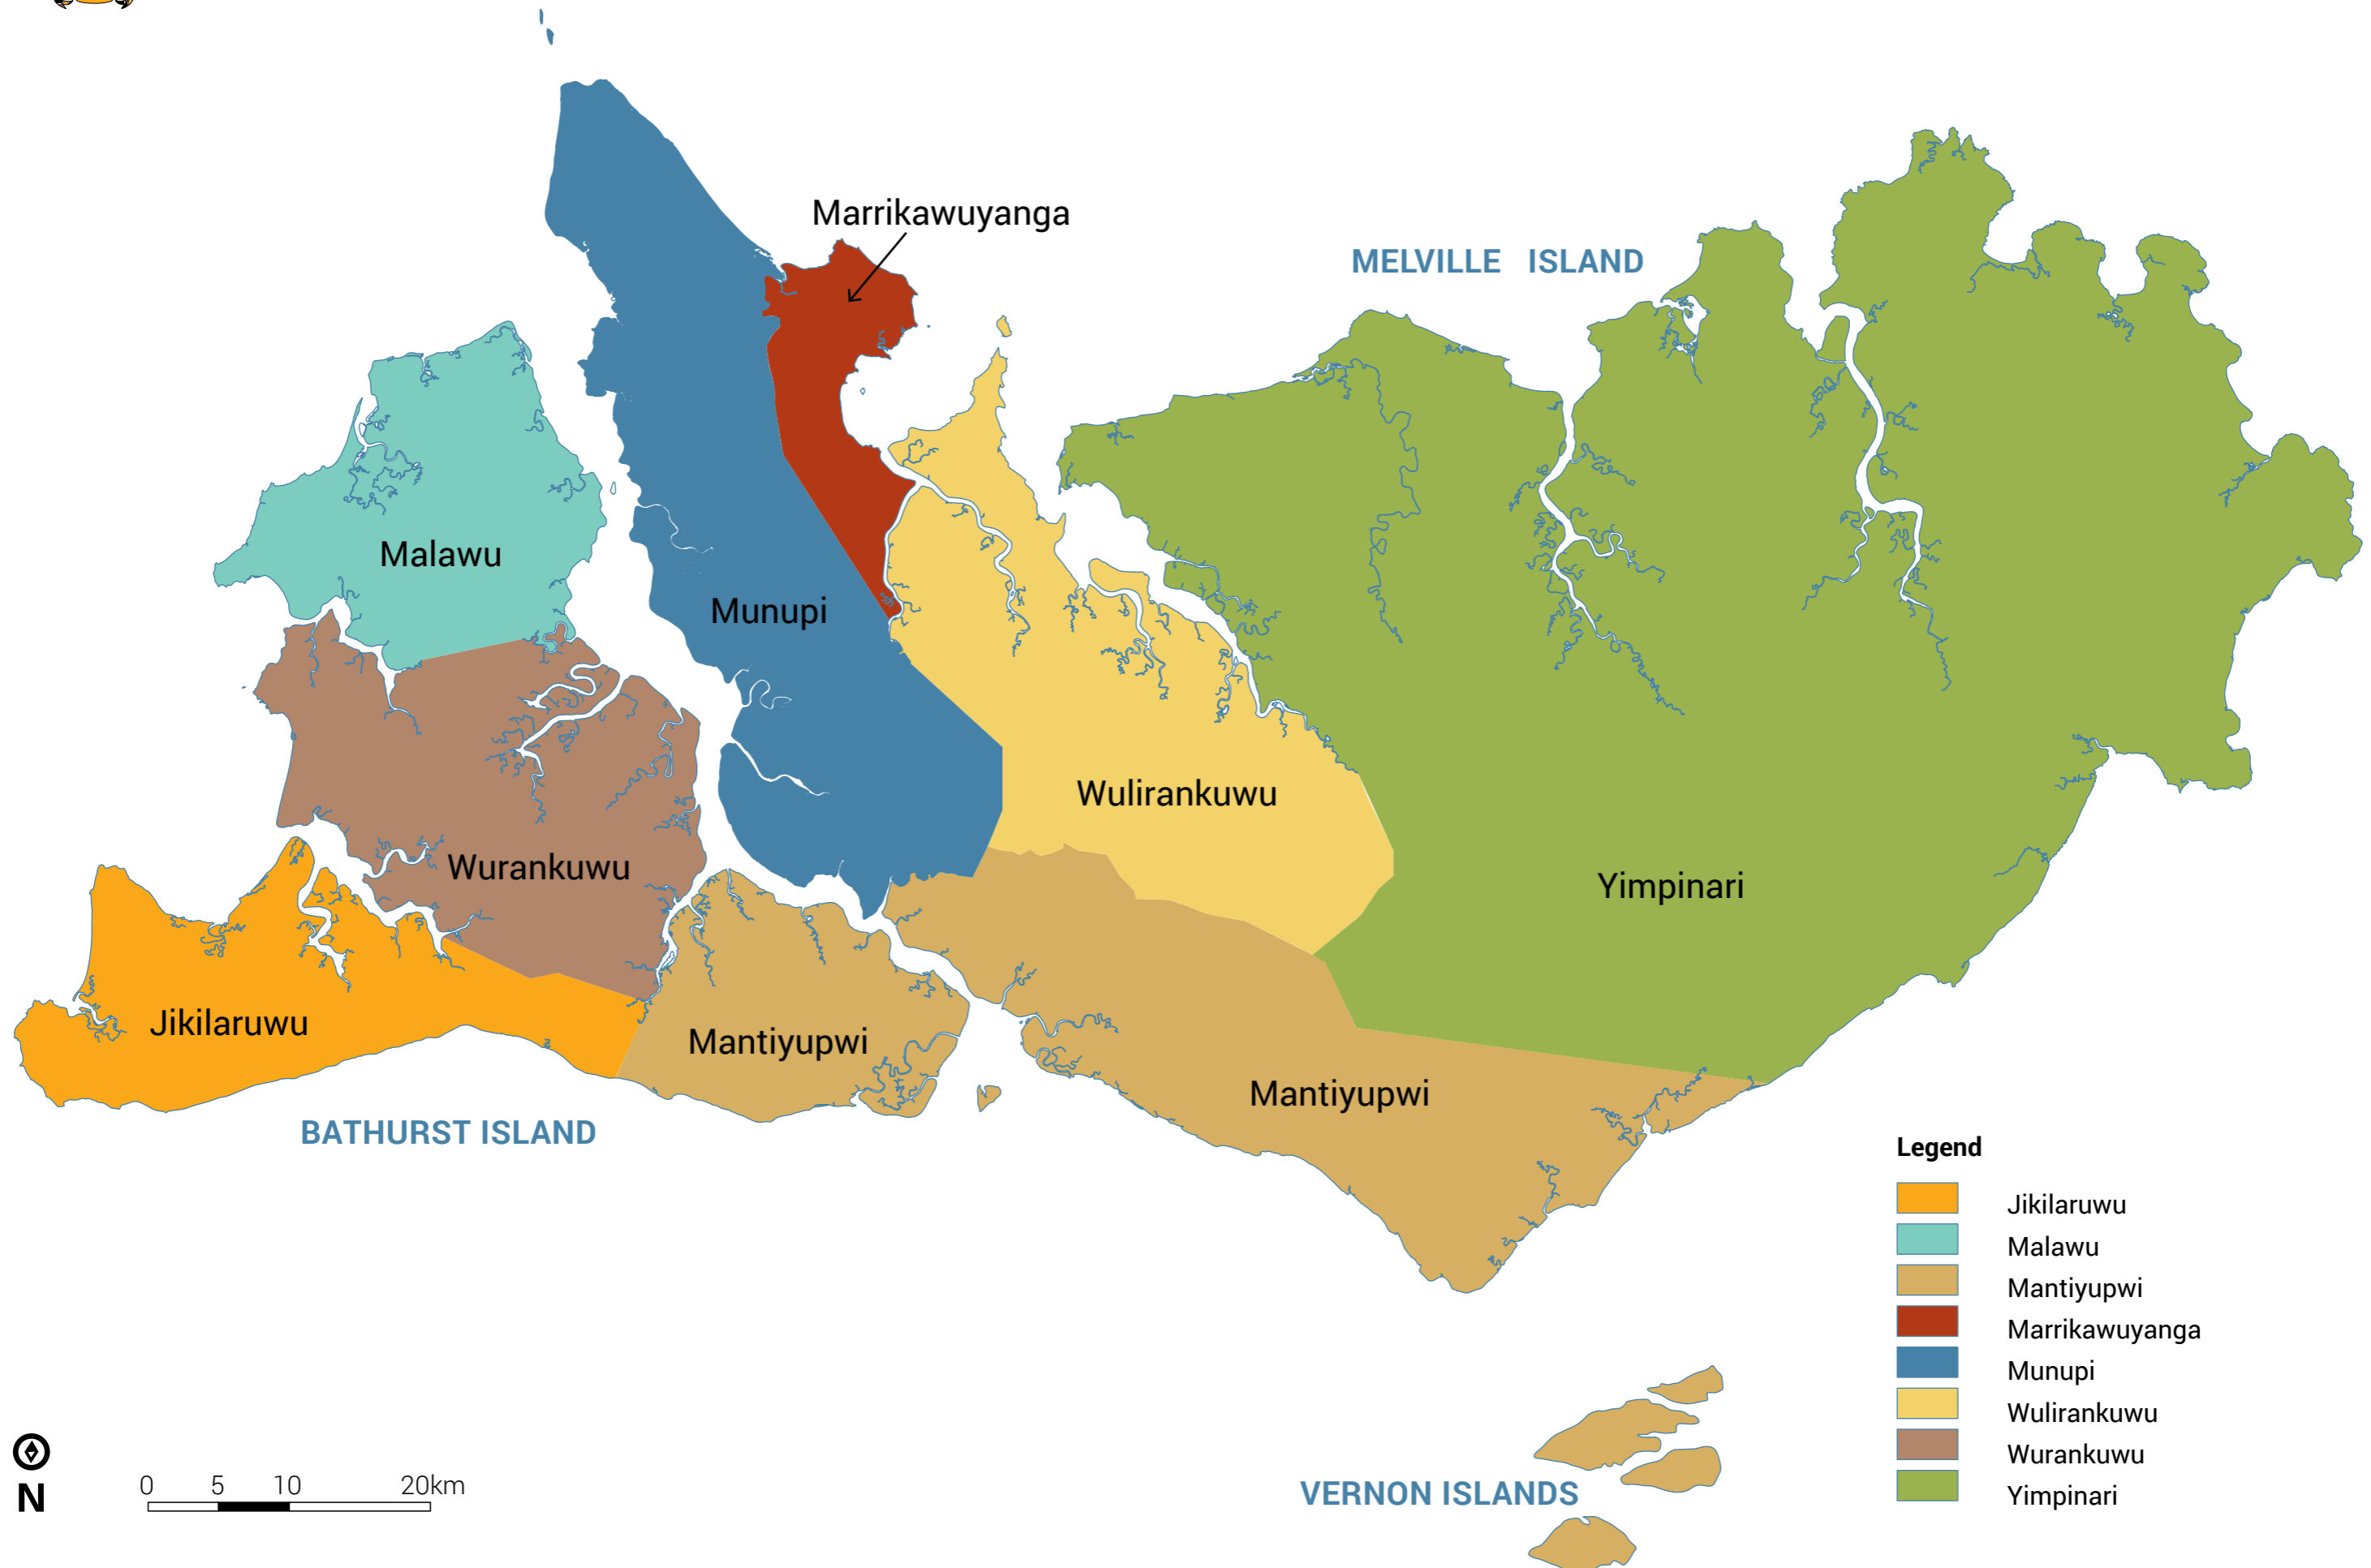 Marrikawuyanga
MELVILLE ISLAND
Malawu
Munupi
Wulirankuwu
Wurankuwu
Yimpinari
Jikilaruwu
Mantiyupwi
Mantiyupwi
BATHURST ISLAND
Legend
Jikilaruwu
Malawu
Mantiyupwi
Marrikawuyanga
Munupi
Wulirankuwu
Wurankuwu
Yimpinari
VERNON ISLANDS
N
0 5 10 20km